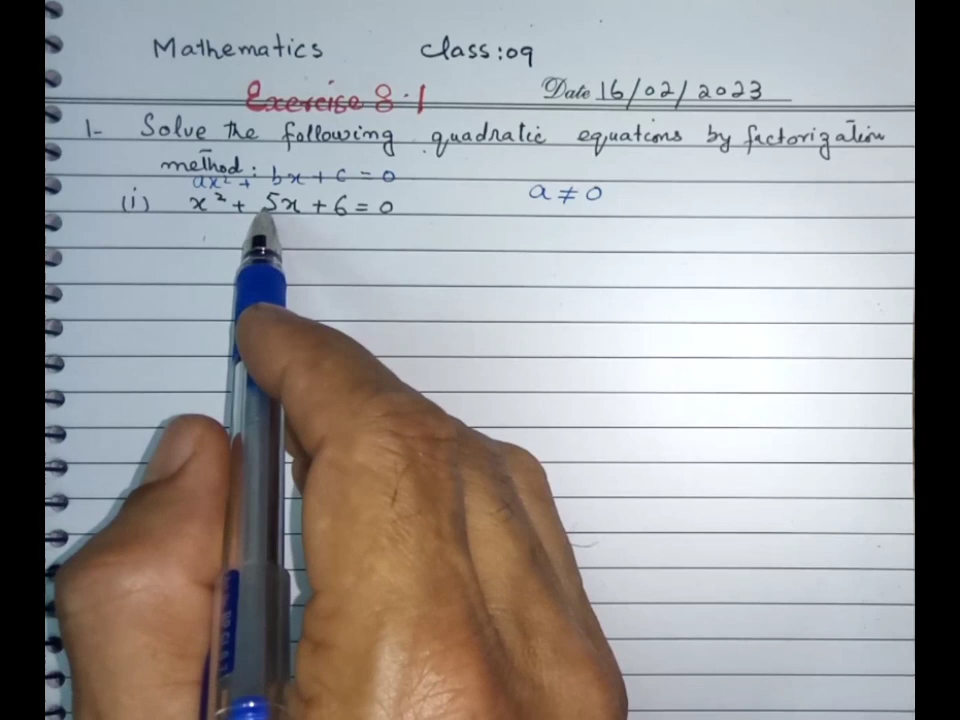 Mathematics Class:09
Exercise 8.1 Date 16/02/2023
1- Solve the following quadratic equations by factorization
method:
ax² + bx + c = 0 a ≠ 0
(i) x² + 5x + 6 = 0